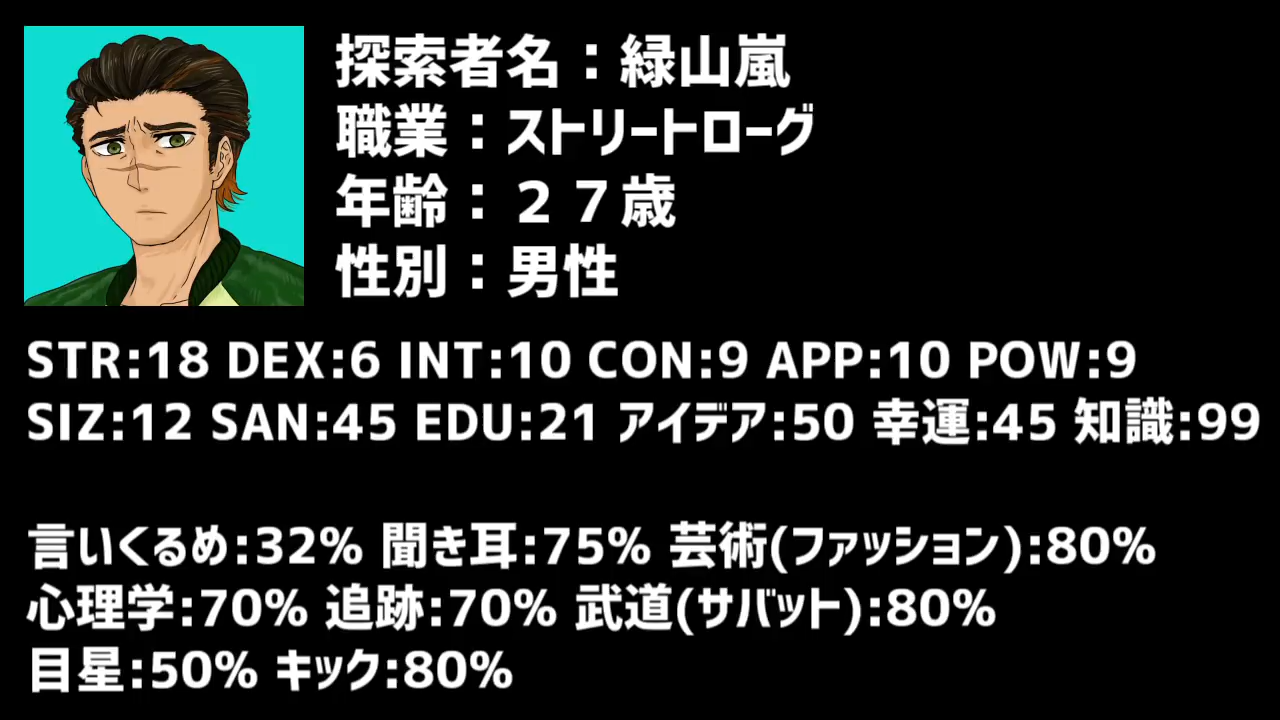 探索者名：緑山嵐
職業：ストリートローグ
年齢：２７歳
性別：男性
STR:18 DEX:6 INT:10 CON:9 APP:10 POW:9
SIZ:12 SAN:45 EDU:21 アイデア:50 幸運:45 知識:99
言いくるめ:32% 聞き耳:75% 芸術(ファッション):80%
心理学:70% 追跡:70% 武道(サバット):80%
目星:50% キック:80%